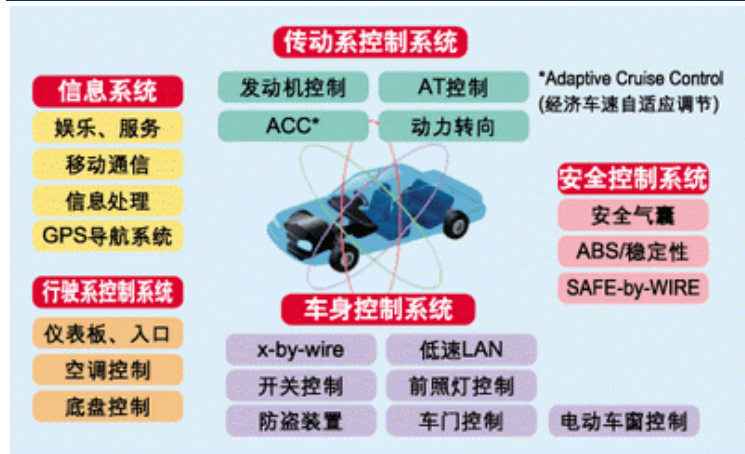 传动系控制系统
发动机控制
AT控制
ACC*
动力转向
*Adaptive Cruise Control
(经济车速自适应调节)
信息系统
娱乐、服务
移动通信
信息处理
GPS导航系统
安全控制系统
安全气囊
ABS/稳定性
SAFE-by-WIRE
行驶系控制系统
仪表板、入口
空调控制
底盘控制
车身控制系统
x-by-wire
低速LAN
开关控制
前照灯控制
防盗装置
车门控制
电动车窗控制